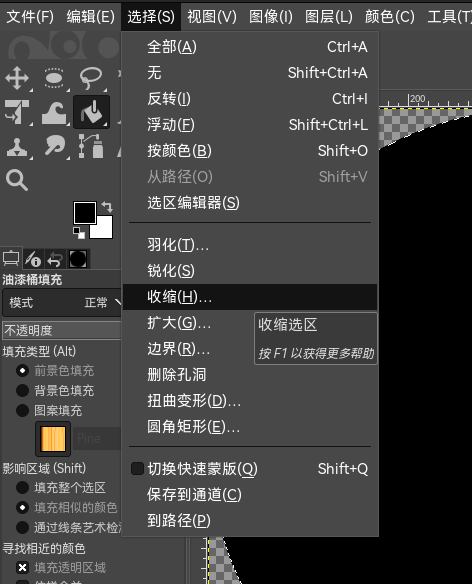 文件(F) 编辑(E) 选择(S) 视图(V) 图像(I) 图层(L) 颜色(C) 工具(T)
全部(A) Ctrl+A
无 Shift+Ctrl+A
反转(I) Ctrl+I
浮动(F) Shift+Ctrl+L
按颜色(B) Shift+O
从路径(O) Shift+V
选区编辑器(S)
羽化(T)...
锐化(S)
收缩(H)...
扩大(G)...
边界(R)...
删除孔洞
扭曲变形(D)...
圆角矩形(E)...
切换快速蒙版(Q) Shift+Q
保存到通道(C)
到路径(P)
收缩选区
按 F1 以获得更多帮助
200
油漆桶填充
模式 正常
不透明度
填充类型 (Alt)
前景色填充
背景色填充
图案填充
Pine
影响区域 (Shift)
填充整个选区
填充相似的颜色
通过线条艺术检
寻找相近的颜色
填充透明区域